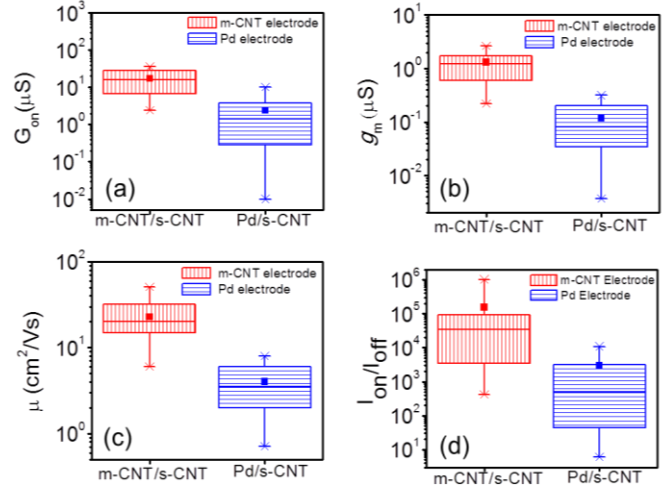 m-CNT electrode
Pd electrode
G_on(μS)
10³
10²
10¹
10⁰
10⁻¹
10⁻²
(a)
m-CNT/s-CNT Pd/s-CNT
m-CNT electrode
Pd electrode
g_m (μS)
10¹
10⁰
10⁻¹
10⁻²
(b)
m-CNT/s-CNT Pd/s-CNT
m-CNT electrode
Pd electrode
μ (cm²/Vs)
10²
10¹
10⁰
(c)
m-CNT/s-CNT Pd/s-CNT
m-CNT Electrode
Pd Electrode
I_on/I_off
10⁶
10⁵
10⁴
10³
10²
10¹
(d)
m-CNT/s-CNT Pd/s-CNT